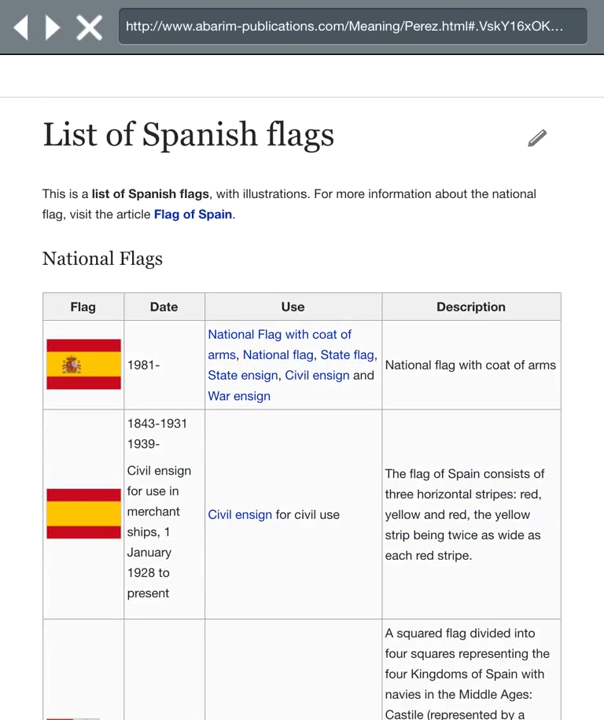 http://www.abarim-publications.com/Meaning/Perez.html#.VskY16xOK…
List of Spanish flags
This is a list of Spanish flags, with illustrations. For more information about the national
flag, visit the article Flag of Spain.
National Flags
Flag Date Use Description
1981-
National Flag with coat of
arms, National flag, State flag,
State ensign, Civil ensign and
War ensign
National flag with coat of arms
1843-1931
1939-
Civil ensign
for use in
merchant
ships, 1
January
1928 to
present
Civil ensign for civil use
The flag of Spain consists of
three horizontal stripes: red,
yellow and red, the yellow
strip being twice as wide as
each red stripe.
A squared flag divided into
four squares representing the
four Kingdoms of Spain with
navies in the Middle Ages:
Castile (represented by a